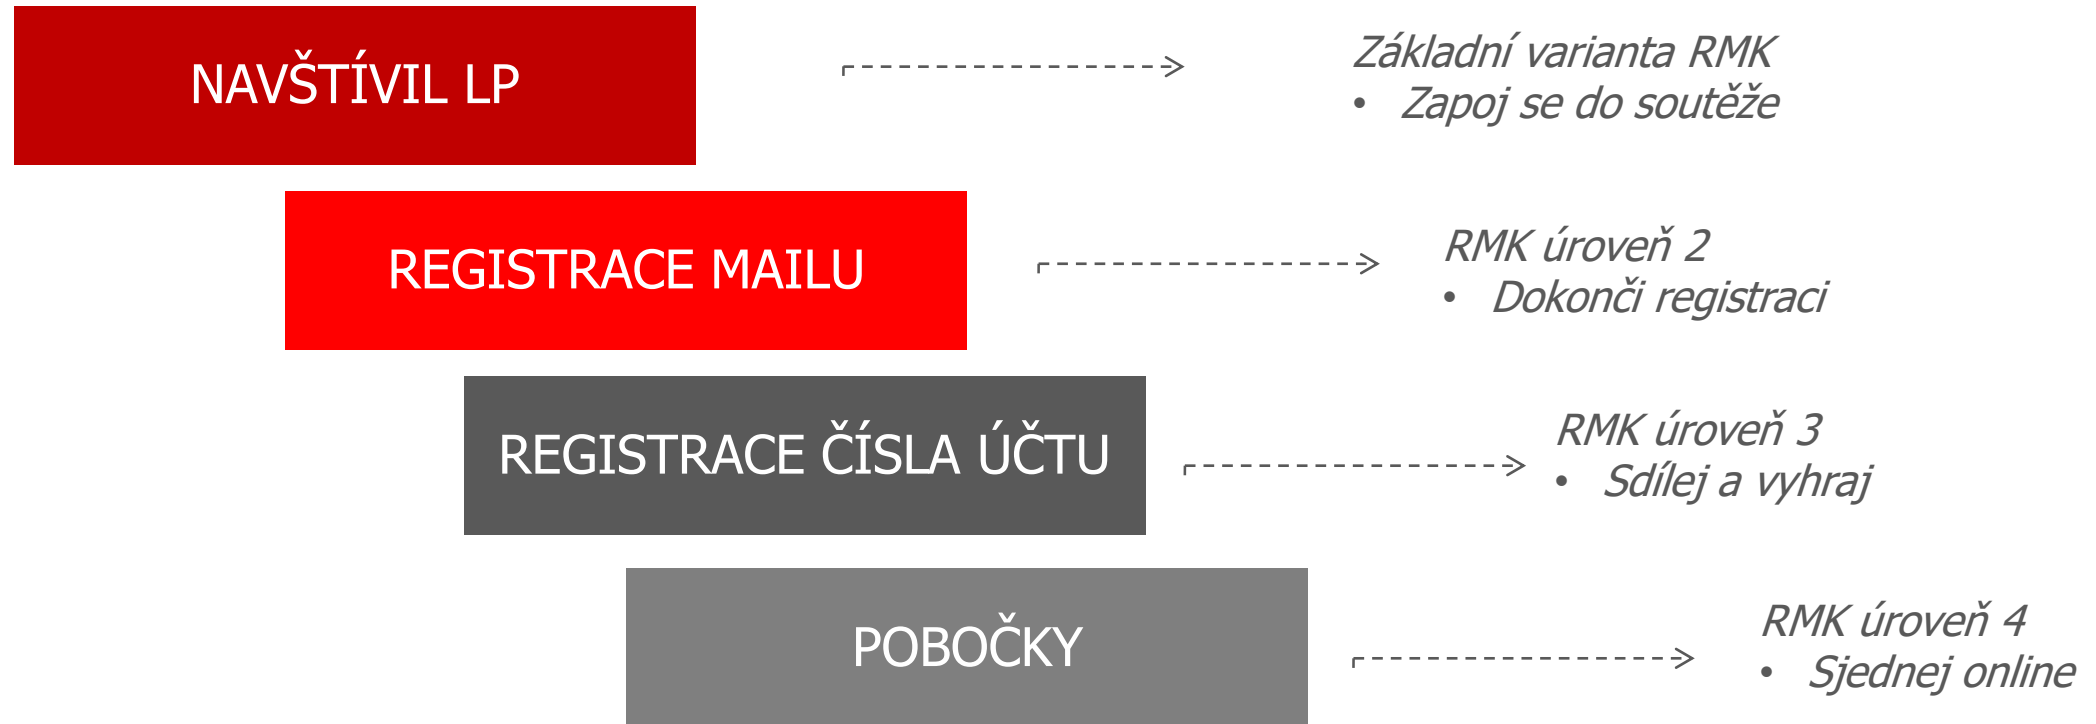 NAVŠTÍVIL LP
Základní varianta RMK
• Zapoj se do soutěže
REGISTRACE MAILU
RMK úroveň 2
• Dokonči registraci
REGISTRACE ČÍSLA ÚČTU
RMK úroveň 3
• Sdílej a vyhraj
POBOČKY
RMK úroveň 4
• Sjednej online